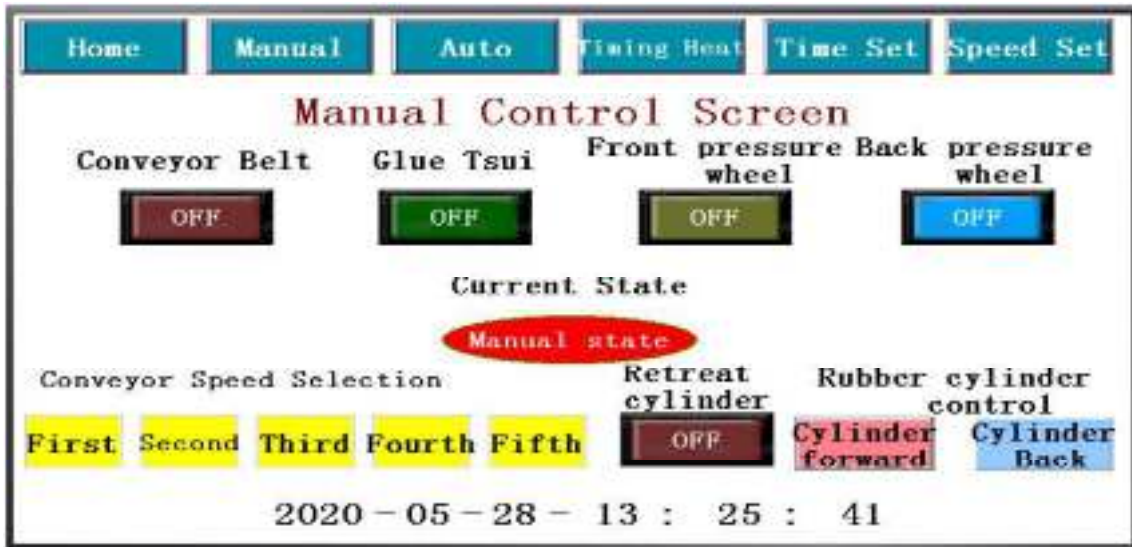 Home Manual Auto Timing Heat Time Set Speed Set
Manual Control Screen
Conveyor Belt Glue Tsui Front pressure wheel Back pressure wheel
OFF OFF OFF OFF
Current State
Manual state
Conveyor Speed Selection Retreat cylinder Rubber cylinder control
First Second Third Fourth Fifth OFF Cylinder forward Cylinder Back
2020-05-28- 13 : 25 : 41